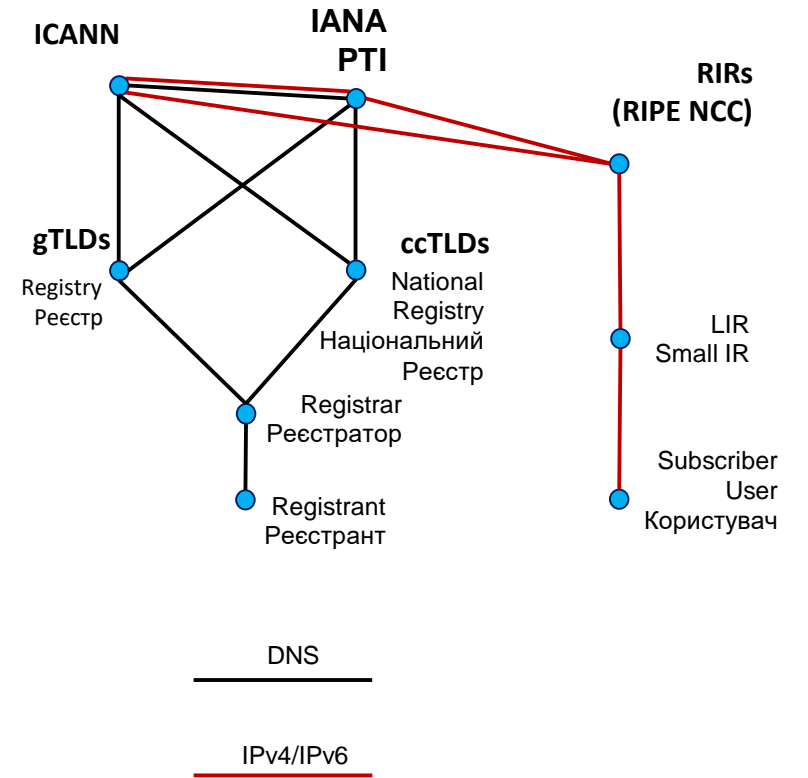 ICANN
IANA
PTI
RIRs
(RIPE NCC)
gTLDs
Registry
Реєстр
ccTLDs
National
Registry
Національний
Реєстр
LIR
Small IR
Registrar
Реєстратор
Subscriber
User
Користувач
Registrant
Реєстрант
DNS
IPv4/IPv6